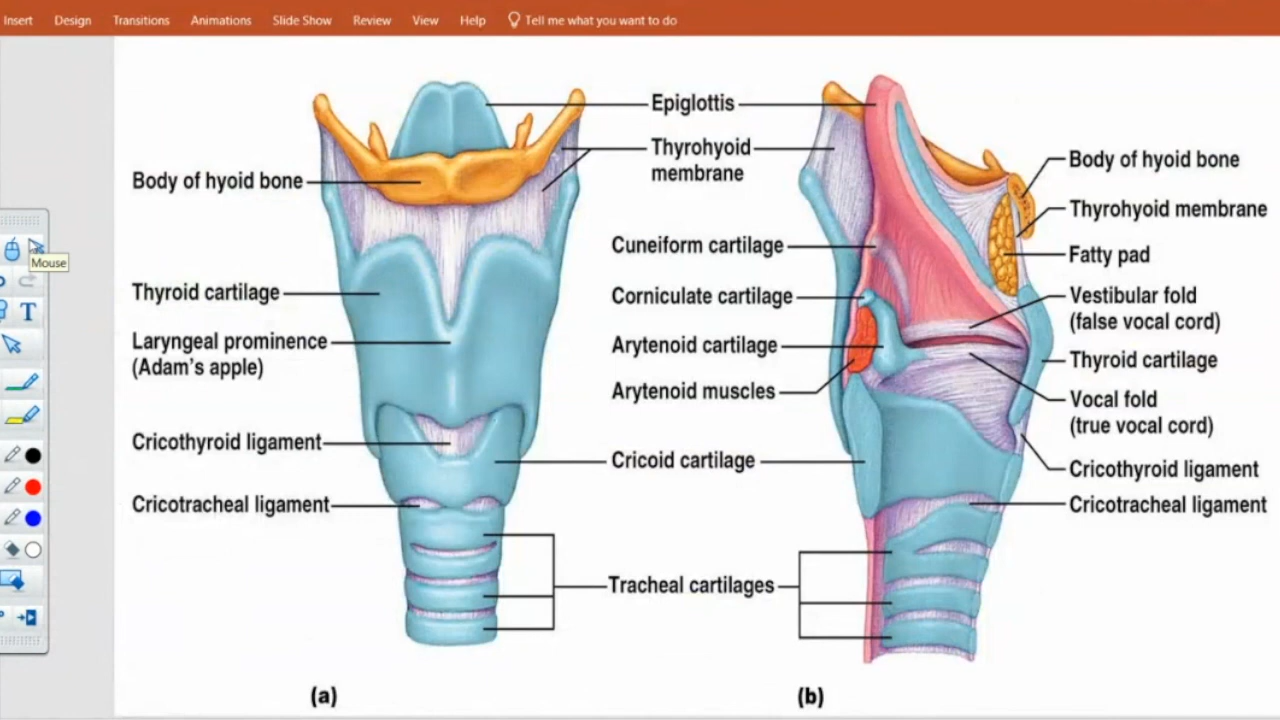 Insert Design Transitions Animations Slide Show Review View Help Tell me what you want to do
Mouse
T
Body of hyoid bone
Thyroid cartilage
Laryngeal prominence
(Adam's apple)
Cricothyroid ligament
Cricotracheal ligament
Epiglottis
Thyrohyoid
membrane
Cuneiform cartilage
Corniculate cartilage
Arytenoid cartilage
Arytenoid muscles
Cricoid cartilage
Tracheal cartilages
Body of hyoid bone
Thyrohyoid membrane
Fatty pad
Vestibular fold
(false vocal cord)
Thyroid cartilage
Vocal fold
(true vocal cord)
Cricothyroid ligament
Cricotracheal ligament
(a)
(b)